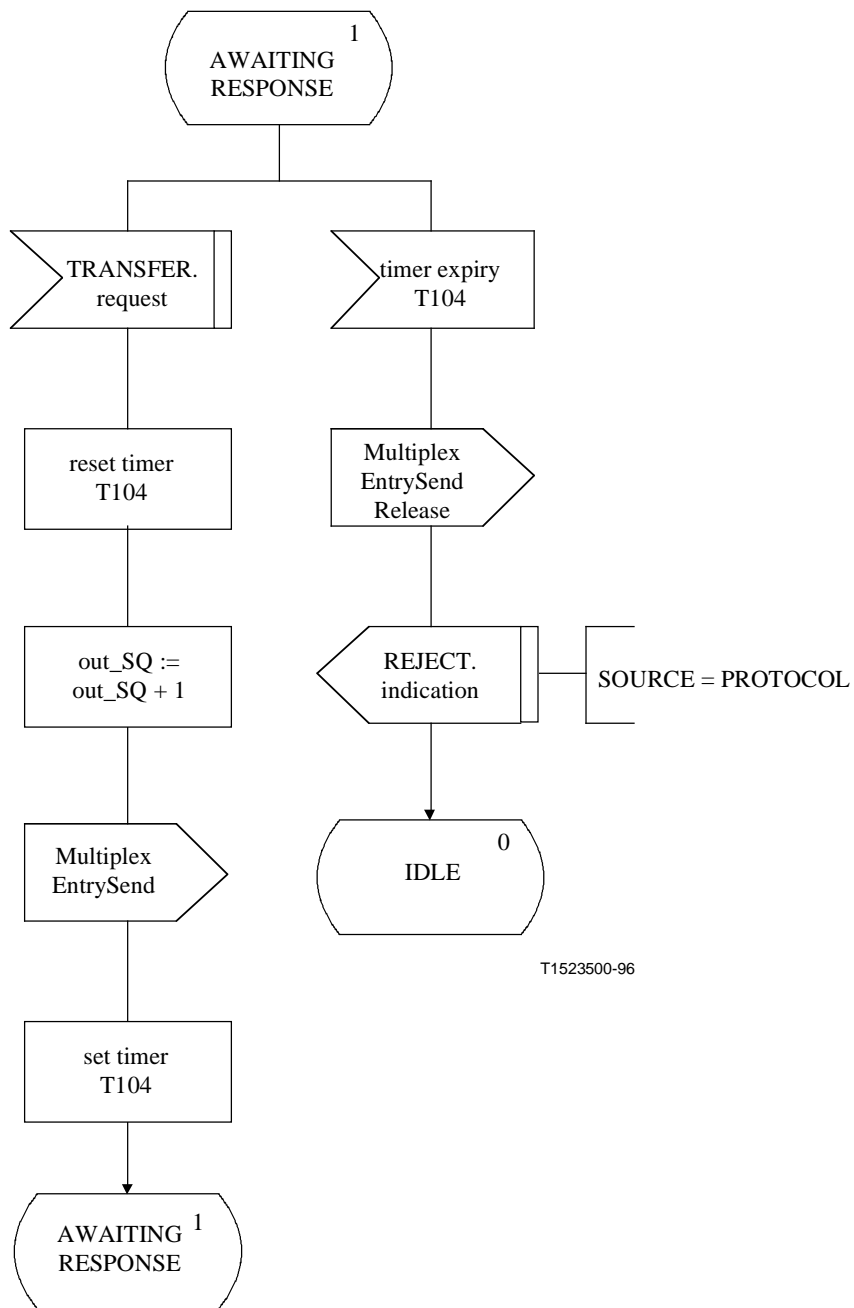 1
AWAITING
RESPONSE
TRANSFER.
request
timer expiry
T104
reset timer
T104
Multiplex
EntrySend
Release
out_SQ :=
out_SQ + 1
REJECT.
indication
SOURCE = PROTOCOL
Multiplex
EntrySend
0
IDLE
T1523500-96
set timer
T104
1
AWAITING
RESPONSE